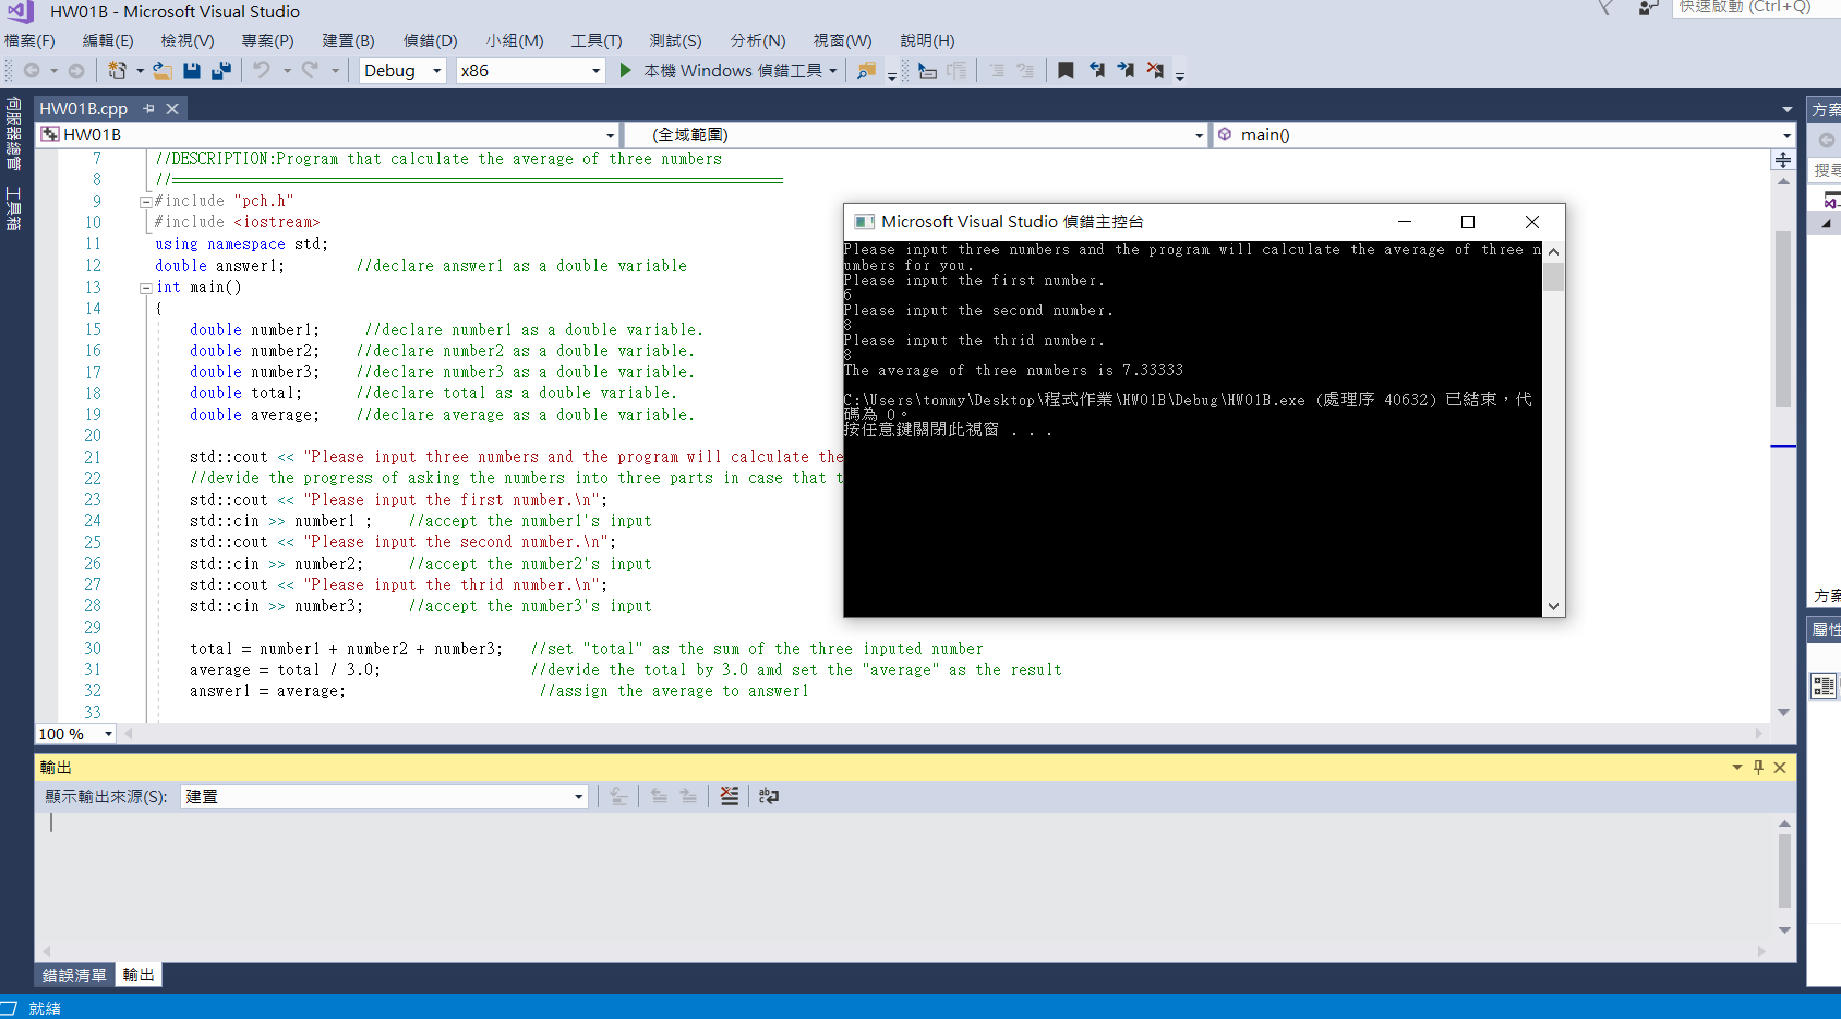 HW01B - Microsoft Visual Studio
快速啟動 (Ctrl+Q)
檔案(F) 編輯(E) 檢視(V) 專案(P) 建置(B) 偵錯(D) 小組(M) 工具(T) 測試(S) 分析(N) 視窗(W) 說明(H)
Debug x86 本機 Windows 偵錯工具
伺服器總管
工具箱
HW01B.cpp
HW01B (全域範圍) main()
7 //DESCRIPTION:Program that calculate the average of three numbers
8 //
9 #include "pch.h"
10 #include <iostream>
11 using namespace std;
12 double answer1; //declare answer1 as a double variable
13 int main()
14 {
15 double number1; //declare number1 as a double variable.
16 double number2; //declare number2 as a double variable.
17 double number3; //declare number3 as a double variable.
18 double total; //declare total as a double variable.
19 double average; //declare average as a double variable.
20
21 std::cout << "Please input three numbers and the program will calculate the
22 //devide the progress of asking the numbers into three parts in case that t
23 std::cout << "Please input the first number.\n";
24 std::cin >> number1 ; //accept the number1's input
25 std::cout << "Please input the second number.\n";
26 std::cin >> number2; //accept the number2's input
27 std::cout << "Please input the thrid number.\n";
28 std::cin >> number3; //accept the number3's input
29
30 total = number1 + number2 + number3; //set "total" as the sum of the three inputed number
31 average = total / 3.0; //devide the total by 3.0 amd set the "average" as the result
32 answer1 = average; //assign the average to answer1
33
100 %
Microsoft Visual Studio 偵錯主控台
Please input three numbers and the program will calculate the average of three n
umbers for you.
Please input the first number.
6
Please input the second number.
8
Please input the thrid number.
8
The average of three numbers is 7.33333
C:\Users\tommy\Desktop\程式作業\HW01B\Debug\HW01B.exe (處理序 40632) 已結束，代
碼為 0。
按任意鍵關閉此視窗 . . .
方案
搜尋
方案
屬性
輸出
顯示輸出來源(S): 建置
錯誤清單 輸出
就緒